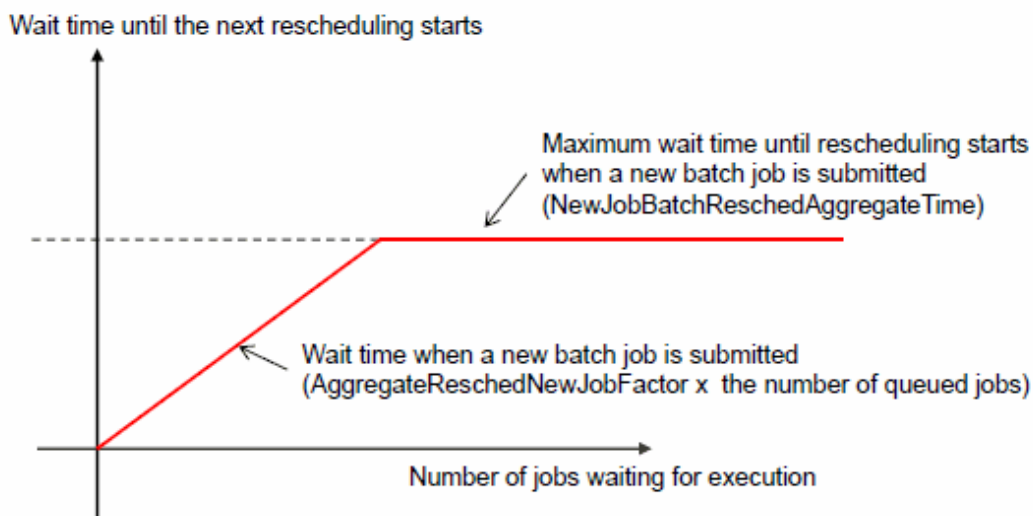 Wait time until the next rescheduling starts
Maximum wait time until rescheduling starts
when a new batch job is submitted
(NewJobBatchReschedAggregateTime)
Wait time when a new batch job is submitted
(AggregateReschedNewJobFactor x the number of queued jobs)
Number of jobs waiting for execution